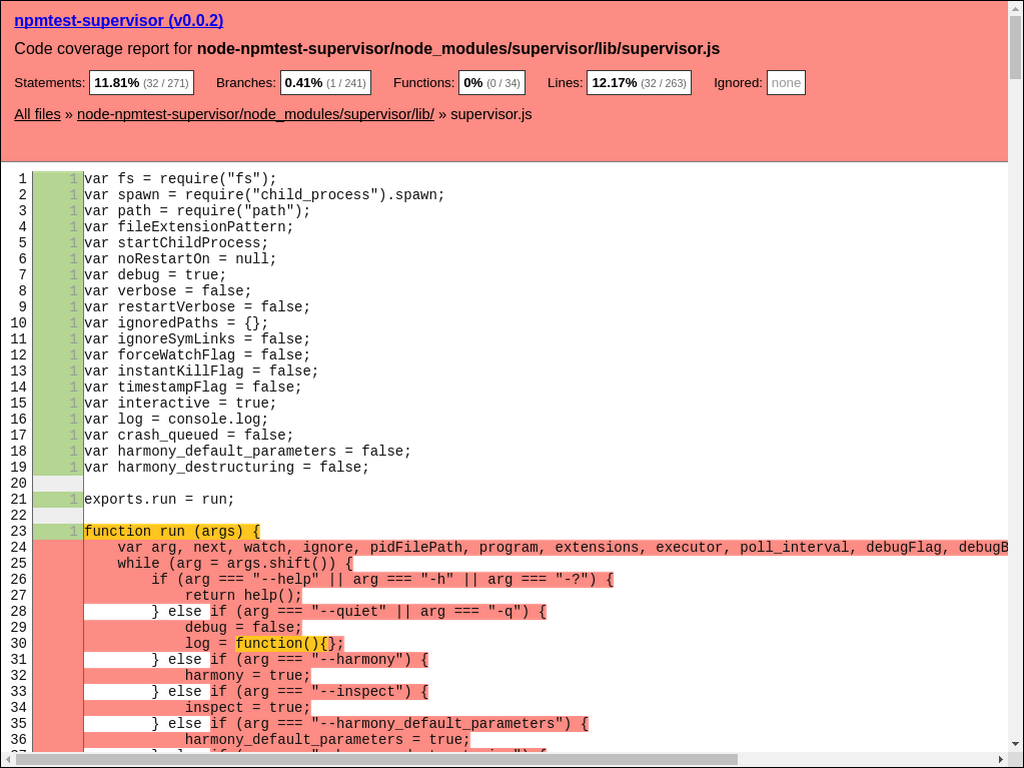 npmtest-supervisor (v0.0.2)
Code coverage report for node-npmtest-supervisor/node_modules/supervisor/lib/supervisor.js
Statements: 11.81% (32 / 271) Branches: 0.41% (1 / 241) Functions: 0% (0 / 34) Lines: 12.17% (32 / 263) Ignored: none
All files » node-npmtest-supervisor/node_modules/supervisor/lib/ » supervisor.js
1 1 var fs = require("fs");
2 1 var spawn = require("child_process").spawn;
3 1 var path = require("path");
4 1 var fileExtensionPattern;
5 1 var startChildProcess;
6 1 var noRestartOn = null;
7 1 var debug = true;
8 1 var verbose = false;
9 1 var restartVerbose = false;
10 1 var ignoredPaths = {};
11 1 var ignoreSymLinks = false;
12 1 var forceWatchFlag = false;
13 1 var instantKillFlag = false;
14 1 var timestampFlag = false;
15 1 var interactive = true;
16 1 var log = console.log;
17 1 var crash_queued = false;
18 1 var harmony_default_parameters = false;
19 1 var harmony_destructuring = false;
20
21 1 exports.run = run;
22
23 1 function run (args) {
24 var arg, next, watch, ignore, pidFilePath, program, extensions, executor, poll_interval, debugFlag, debugB
25 while (arg = args.shift()) {
26 if (arg === "--help" || arg === "-h" || arg === "-?") {
27 return help();
28 } else if (arg === "--quiet" || arg === "-q") {
29 debug = false;
30 log = function(){};
31 } else if (arg === "--harmony") {
32 harmony = true;
33 } else if (arg === "--inspect") {
34 inspect = true;
35 } else if (arg === "--harmony_default_parameters") {
36 harmony_default_parameters = true;